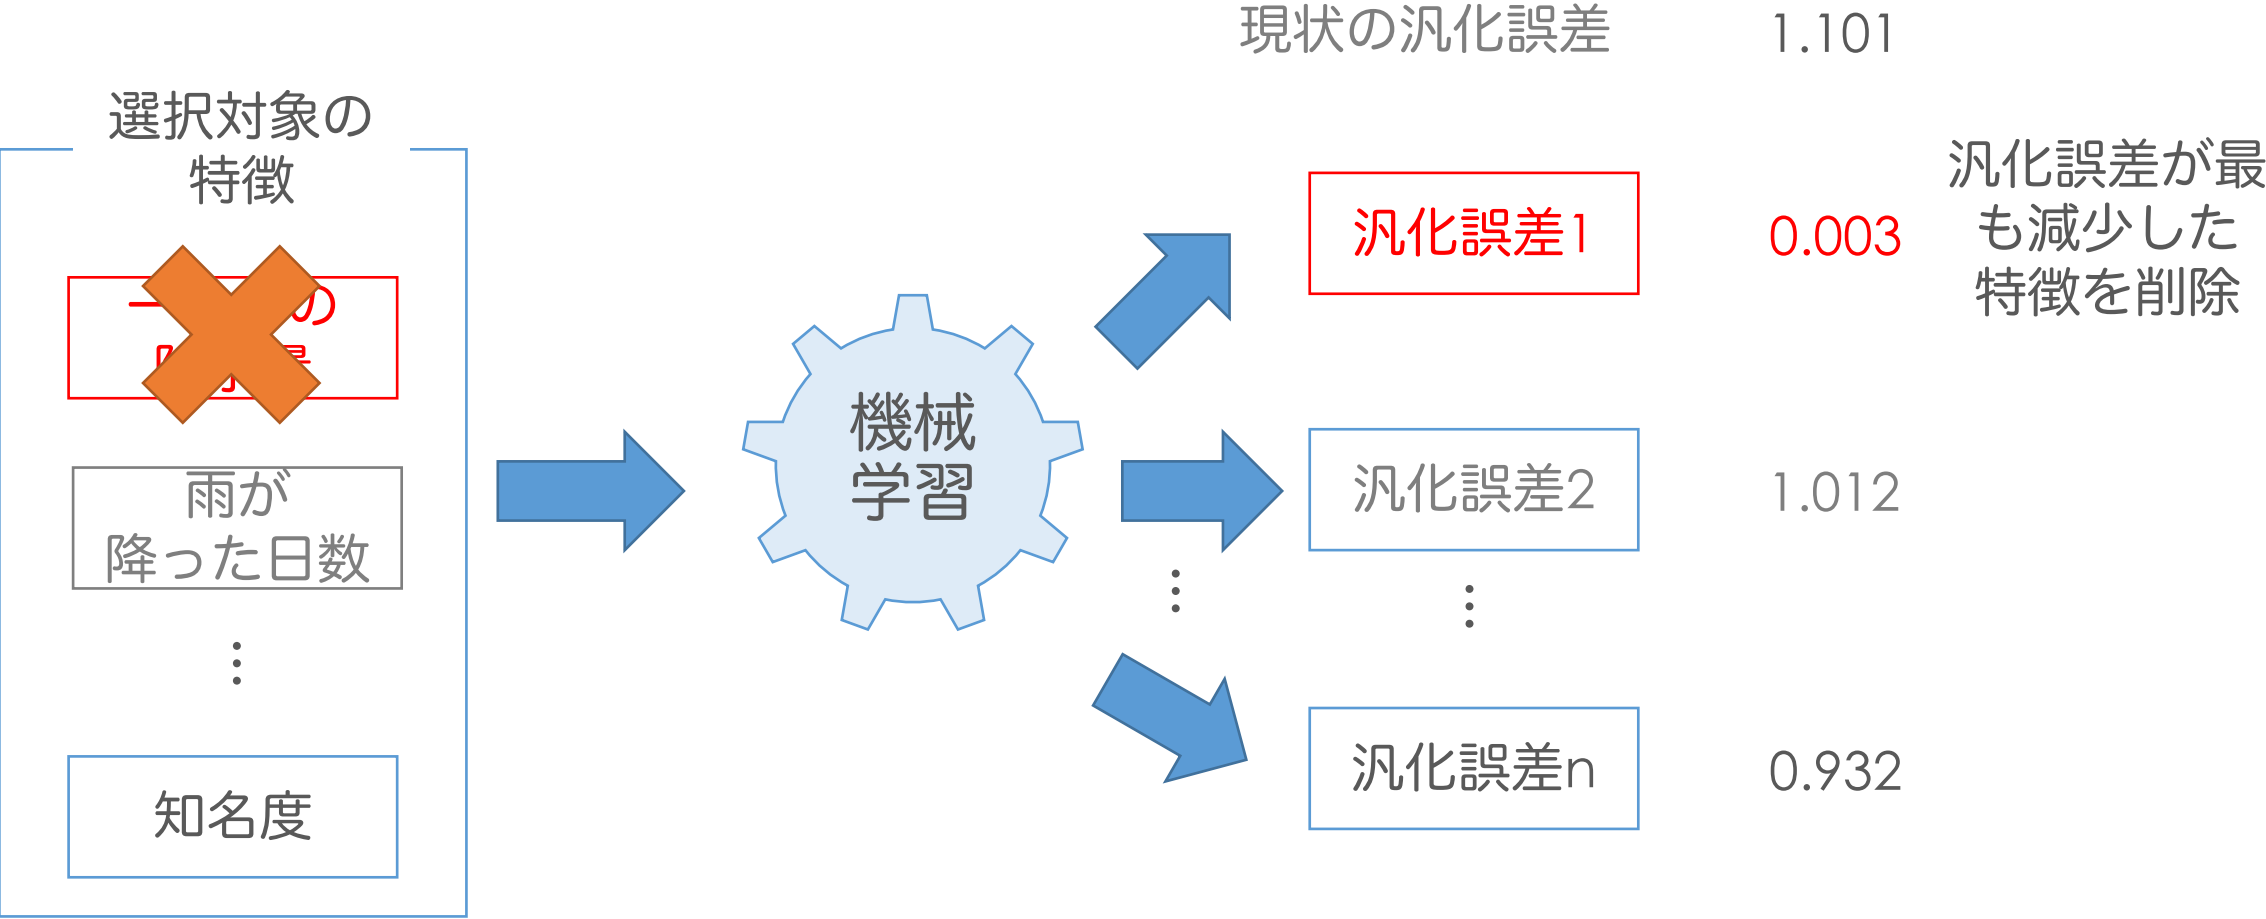 現状の汎化誤差 1.101
選択対象の
特徴
の
雨が
降った日数
⋮
知名度
機械
学習
⋮
汎化誤差1 0.003
汎化誤差2 1.012
⋮
汎化誤差n 0.932
汎化誤差が最
も減少した
特徴を削除